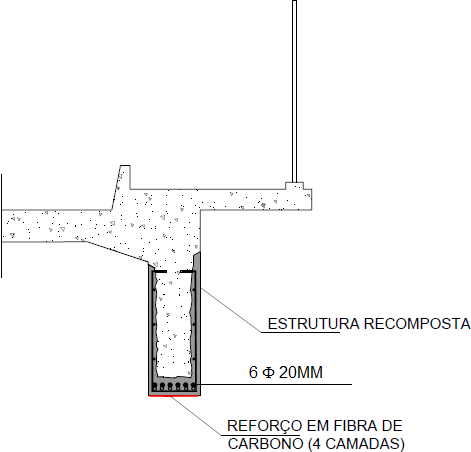 ESTRUTURA RECOMPOSTA
6 Φ 20MM
REFORÇO EM FIBRA DE
CARBONO (4 CAMADAS)